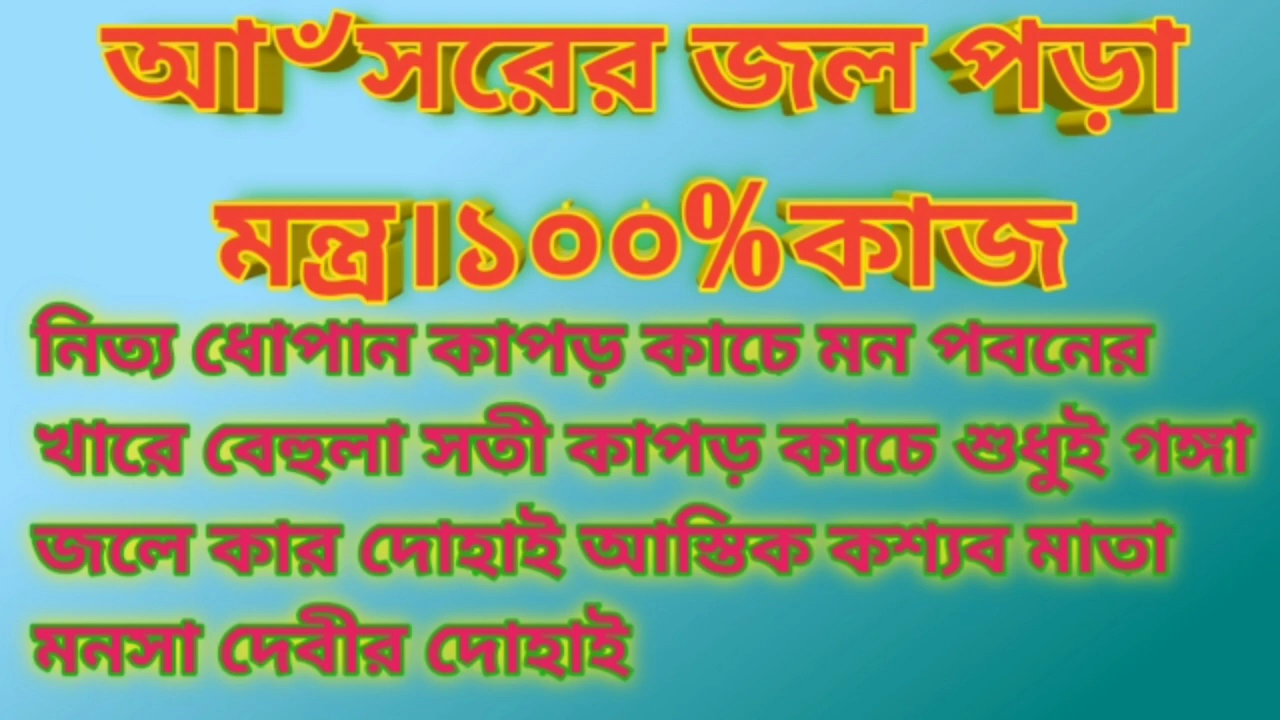 আঁসরের জল পড়া
মন্ত্র।১০০%কাজ
নিত্য ধোপান কাপড় কাচে মন পবনের
খারে বেহুলা সতী কাপড় কাচে শুধুই গঙ্গা
জলে কার দোহাই আস্তিক কশ্যব মাতা
মনসা দেবীর দোহাই